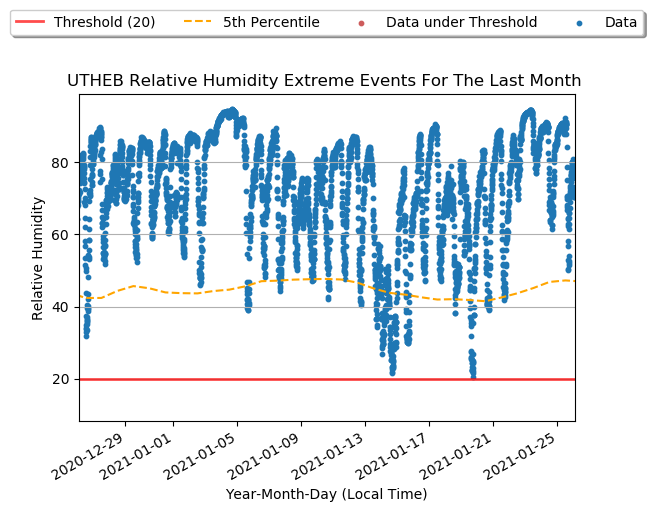 Threshold (20) 5th Percentile Data under Threshold Data
UTHEB Relative Humidity Extreme Events For The Last Month
Relative Humidity
80
60
40
20
2020-12-29 2021-01-01 2021-01-05 2021-01-09 2021-01-13 2021-01-17 2021-01-21 2021-01-25
Year-Month-Day (Local Time)